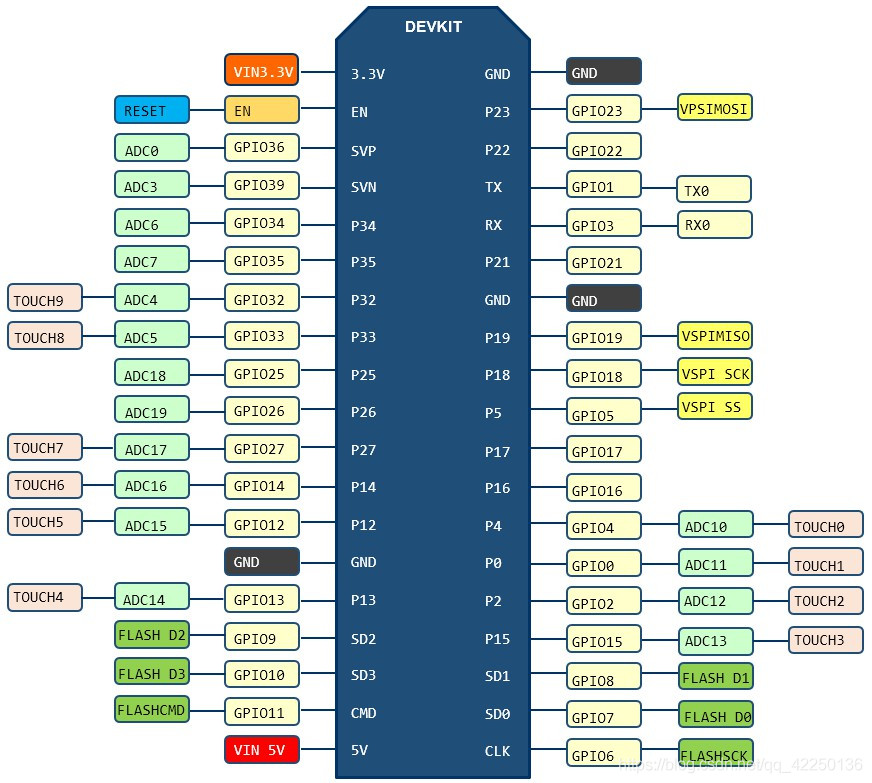 DEVKIT
VIN3.3V 3.3V GND GND
RESET EN EN P23 GPIO23 VPSIMOSI
ADC0 GPIO36 SVP P22 GPIO22
ADC3 GPIO39 SVN TX GPIO1 TX0
ADC6 GPIO34 P34 RX GPIO3 RX0
ADC7 GPIO35 P35 P21 GPIO21
TOUCH9 ADC4 GPIO32 P32 GND GND
TOUCH8 ADC5 GPIO33 P33 P19 GPIO19 VSPIMISO
ADC18 GPIO25 P25 P18 GPIO18 VSPI SCK
ADC19 GPIO26 P26 P5 GPIO5 VSPI SS
TOUCH7 ADC17 GPIO27 P27 P17 GPIO17
TOUCH6 ADC16 GPIO14 P14 P16 GPIO16
TOUCH5 ADC15 GPIO12 P12 P4 GPIO4 ADC10 TOUCH0
GND GND P0 GPIO0 ADC11 TOUCH1
TOUCH4 ADC14 GPIO13 P13 P2 GPIO2 ADC12 TOUCH2
FLASH D2 GPIO9 SD2 P15 GPIO15 ADC13 TOUCH3
FLASH D3 GPIO10 SD3 SD1 GPIO8 FLASH D1
FLASHCMD GPIO11 CMD SD0 GPIO7 FLASH D0
VIN 5V 5V CLK GPIO6 FLASHSCK
https://blog.csdn.net/qq_42250136